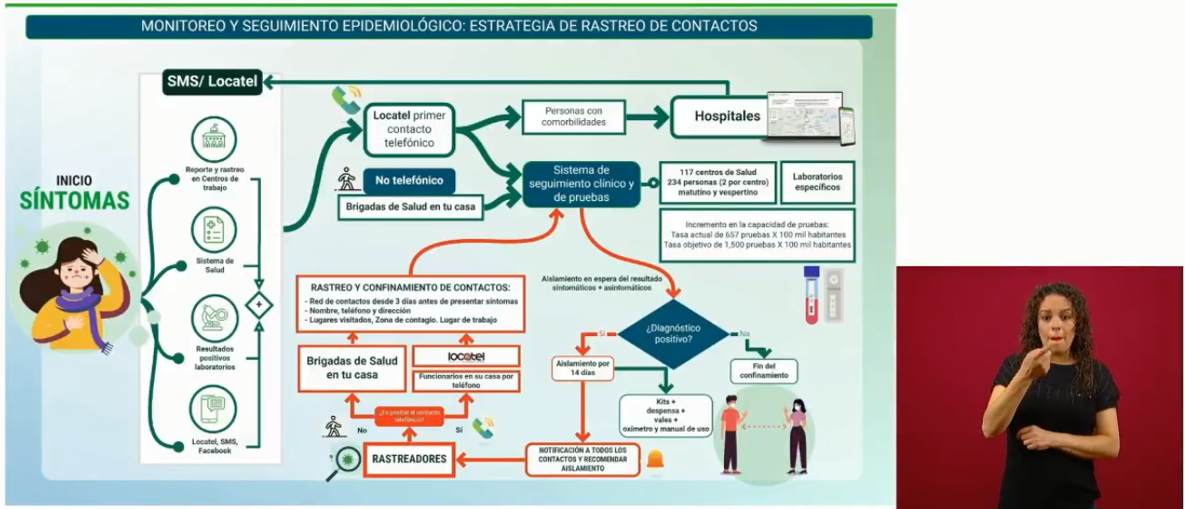 MONITOREO Y SEGUIMIENTO EPIDEMIOLÓGICO: ESTRATEGIA DE RASTREO DE CONTACTOS
INICIO
SÍNTOMAS
SMS/ Locatel
Reporte y rastreo
en Centros de
trabajo
Sistema de
Salud
Resultados
positivos
laboratorios
Locatel, SMS,
Facebook
+
Locatel primer
contacto
telefónico
No telefónico
Brigadas de Salud en tu casa
Personas con
comorbilidades
Hospitales
Sistema de
seguimiento clínico y
de pruebas
117 centros de Salud
234 personas (2 por centro)
matutino y vespertino
Laboratorios
específicos
Incremento en la capacidad de pruebas:
Tasa actual de 657 pruebas X 100 mil habitantes
Tasa objetivo de 1,500 pruebas X 100 mil habitantes
Aislamiento en espera del resultado
sintomáticos + asintomáticos
RASTREO Y CONFINAMIENTO DE CONTACTOS:
- Red de contactos desde 3 días antes de presentar síntomas
- Nombre, teléfono y dirección
- Lugares visitados, Zona de contagio. Lugar de trabajo
Brigadas de Salud
en tu casa
locatel
Funcionarios en su casa por
teléfono
¿Es posible el contacto
telefónico?
No
Sí
RASTREADORES
¿Diagnóstico
positivo?
Sí
No
Aislamiento por
14 días
Fin del
confinamiento
Kits +
despensa +
vales +
oxímetro y manual de uso
NOTIFICACIÓN A TODOS LOS
CONTACTOS Y RECOMENDAR
AISLAMIENTO